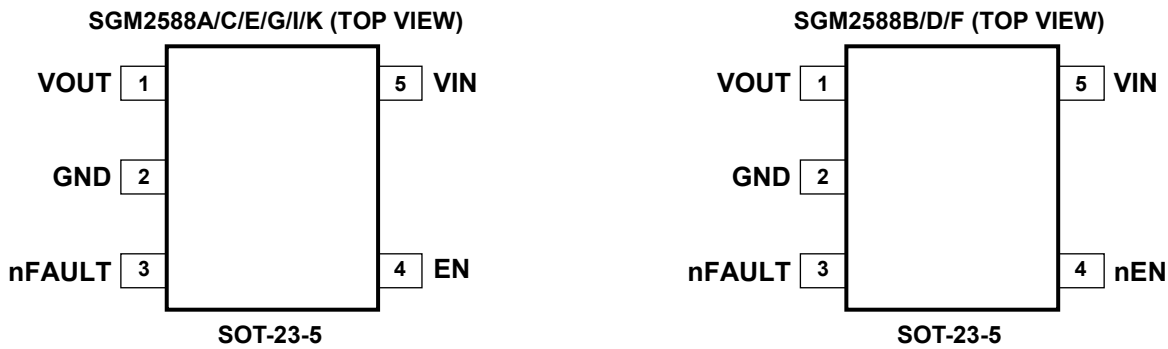 SGM2588A/C/E/G/I/K (TOP VIEW)
VOUT 1
5 VIN
GND 2
nFAULT 3
4 EN
SOT-23-5
SGM2588B/D/F (TOP VIEW)
VOUT 1
5 VIN
GND 2
nFAULT 3
4 nEN
SOT-23-5